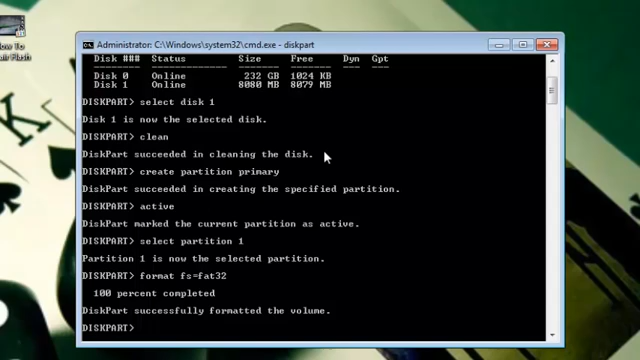 How To
air Flash
Administrator: C:\Windows\system32\cmd.exe - diskpart
Disk ### Status Size Free Dyn Gpt
Disk 0 Online 232 GB 1024 KB
Disk 1 Online 8080 MB 8079 MB
DISKPART> select disk 1
Disk 1 is now the selected disk.
DISKPART> clean
DiskPart succeeded in cleaning the disk.
DISKPART> create partition primary
DiskPart succeeded in creating the specified partition.
DISKPART> active
DiskPart marked the current partition as active.
DISKPART> select partition 1
Partition 1 is now the selected partition.
DISKPART> format fs=fat32
100 percent completed
DiskPart successfully formatted the volume.
DISKPART>